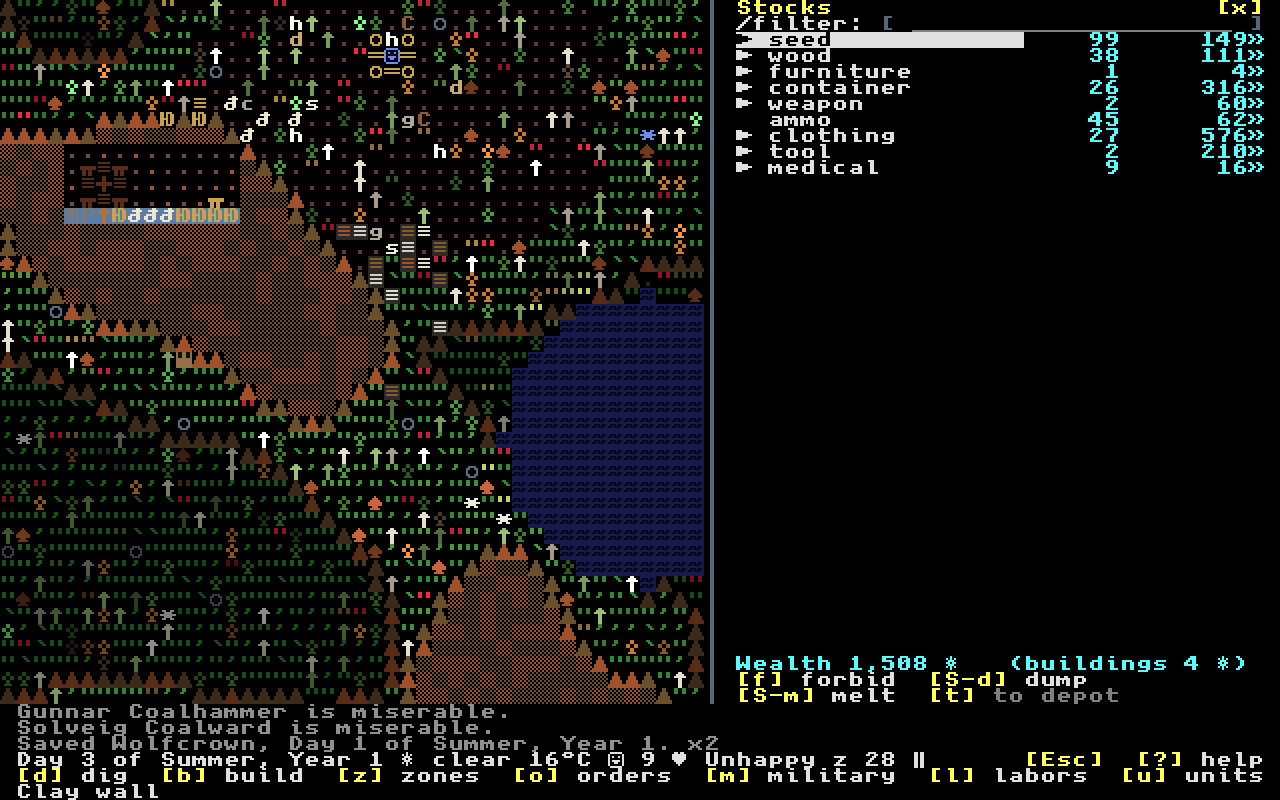 Stocks [x]
/filter: [ ]
► seed 99 149»
► wood 38 111»
► furniture 1 4»
► container 26 316»
► weapon 2 60»
ammo 45 62»
► clothing 27 576»
► tool 2 210»
► medical 9 16»
Wealth 1,508 * (buildings 4 *)
[f] forbid [S-d] dump
[S-m] melt [t] to depot
Gunnar Coalhammer is miserable.
Solveig Coalward is miserable.
Saved Wolfcrown, Day 1 of Summer, Year 1. x2
Day 3 of Summer, Year 1 * clear 16°C ☺ 9 ♥ Unhappy z 28 ‖ [Esc] [?] help
[d] dig [b] build [z] zones [o] orders [m] military [l] labors [u] units
Clay wall